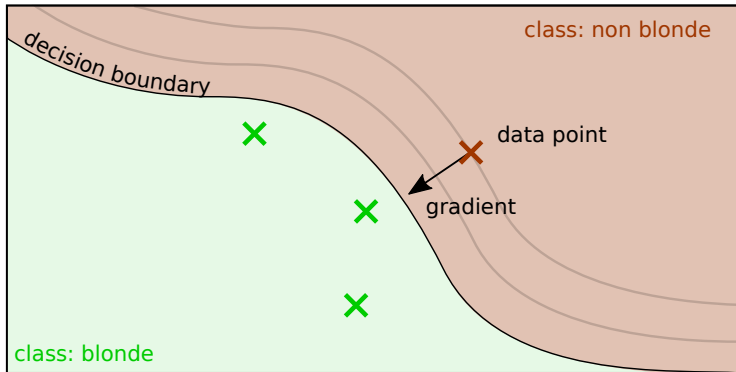 class: non blonde
decision boundary
data point
gradient
class: blonde